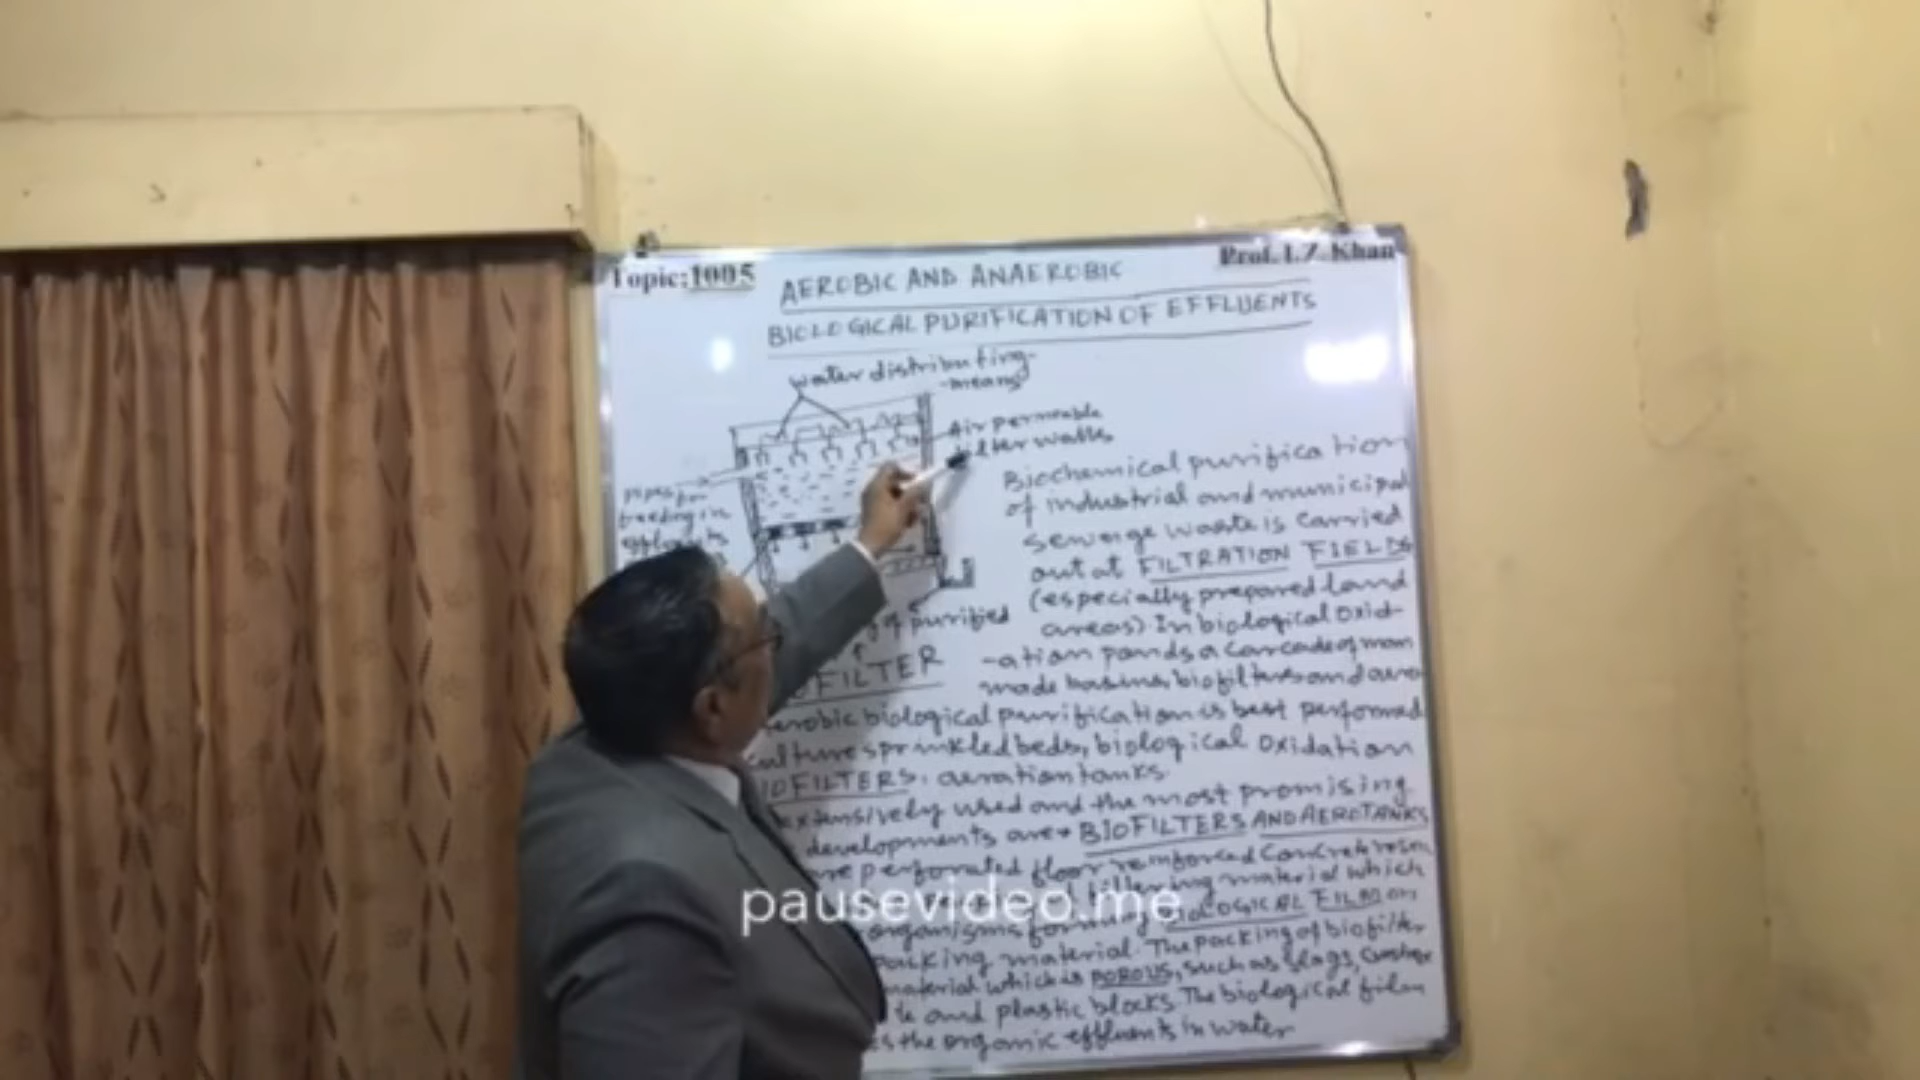 Topic:1005
Prof. I.Z. Khan
AEROBIC AND ANAEROBIC
BIOLOGICAL PURIFICATION OF EFFLUENTS
water distributing
-means
Air permeable
filter walls
pipes for
feeding in
effluents
of purified
FILTER
Biochemical purification
of industrial and municipal
sewerge waste is carried
out at FILTRATION FIELDS
(especially prepared land
areas). In biological oxid-
-ation ponds a cascade of man
made basins, biofilters and aero
aerobic biological purification is best performed
culture sprinkled beds, biological oxidation
BIOFILTERS, aeration tanks.
extensively used and the most promising
developments are → BIOFILTERS AND AEROTANKS
are perforated floor reinforced concrete
filtering material which
organisms forming BIOLOGICAL FILM on
packing material. The packing of biofilter
material which is POROUS, such as slags,
and plastic blocks. The biological film
the organic effluents in water
pausevideo.me